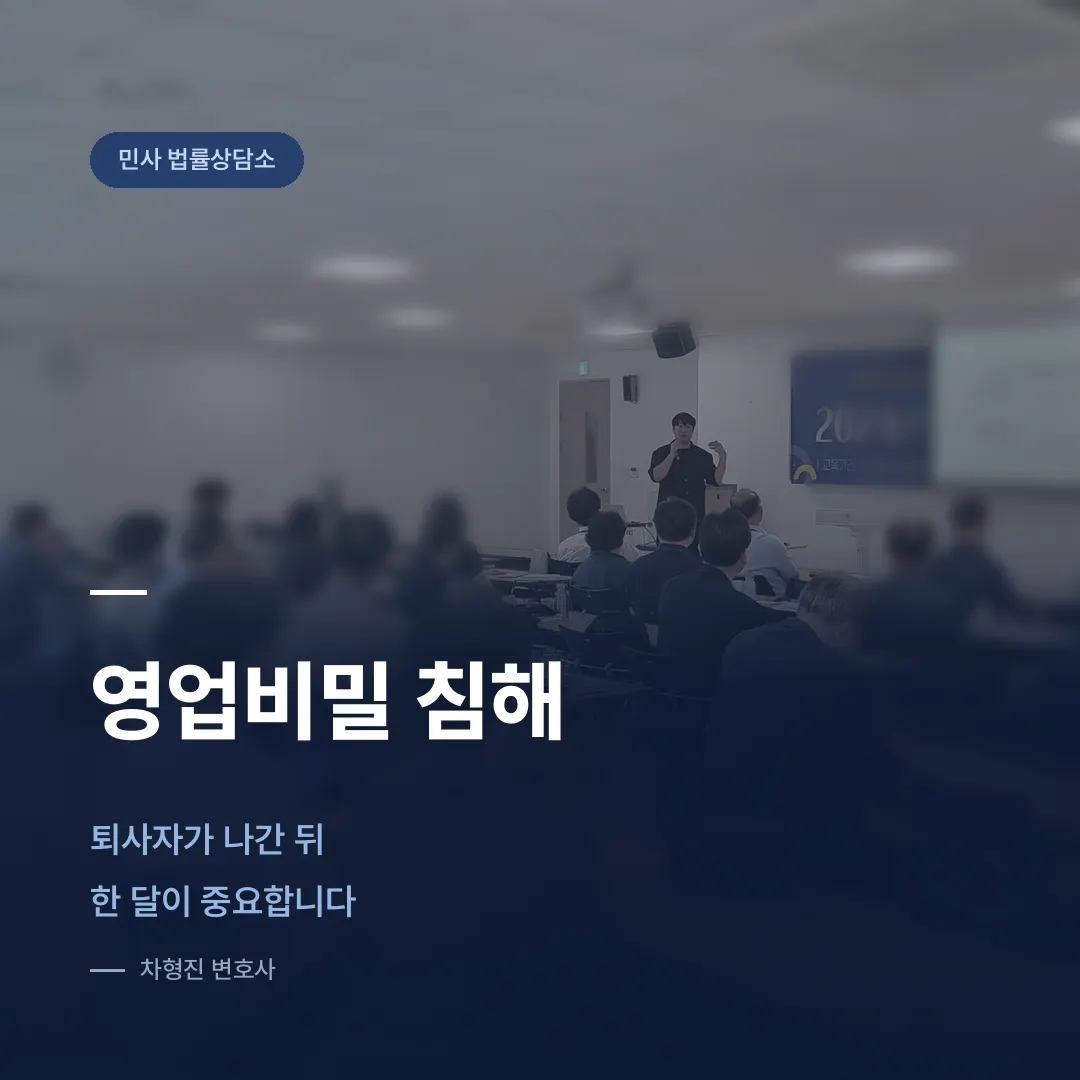 민사 법률상담소
영업비밀 침해
퇴사자가 나간 뒤
한 달이 중요합니다
차형진 변호사